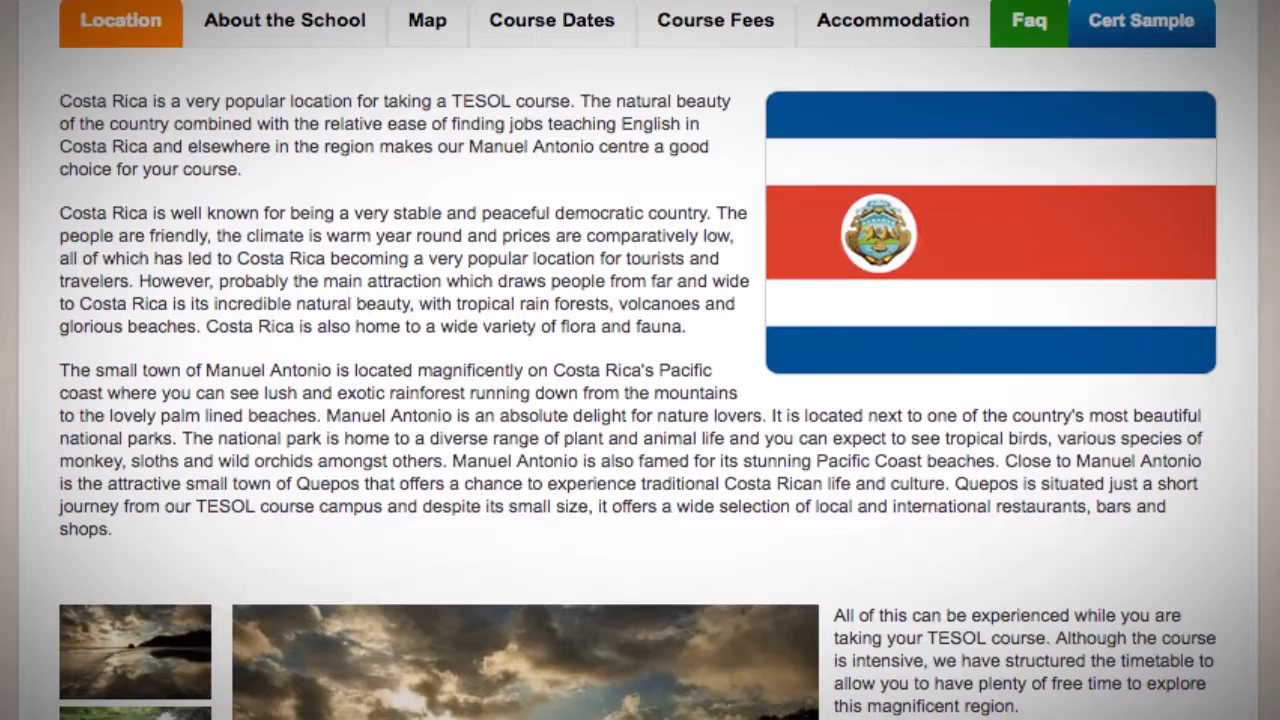 Location About the School Map Course Dates Course Fees Accommodation Faq Cert Sample
Costa Rica is a very popular location for taking a TESOL course. The natural beauty
of the country combined with the relative ease of finding jobs teaching English in
Costa Rica and elsewhere in the region makes our Manuel Antonio centre a good
choice for your course.
Costa Rica is well known for being a very stable and peaceful democratic country. The
people are friendly, the climate is warm year round and prices are comparatively low,
all of which has led to Costa Rica becoming a very popular location for tourists and
travelers. However, probably the main attraction which draws people from far and wide
to Costa Rica is its incredible natural beauty, with tropical rain forests, volcanoes and
glorious beaches. Costa Rica is also home to a wide variety of flora and fauna.
The small town of Manuel Antonio is located magnificently on Costa Rica's Pacific
coast where you can see lush and exotic rainforest running down from the mountains
to the lovely palm lined beaches. Manuel Antonio is an absolute delight for nature lovers. It is located next to one of the country's most beautiful
national parks. The national park is home to a diverse range of plant and animal life and you can expect to see tropical birds, various species of
monkey, sloths and wild orchids amongst others. Manuel Antonio is also famed for its stunning Pacific Coast beaches. Close to Manuel Antonio
is the attractive small town of Quepos that offers a chance to experience traditional Costa Rican life and culture. Quepos is situated just a short
journey from our TESOL course campus and despite its small size, it offers a wide selection of local and international restaurants, bars and
shops.
All of this can be experienced while you are
taking your TESOL course. Although the course
is intensive, we have structured the timetable to
allow you to have plenty of free time to explore
this magnificent region.